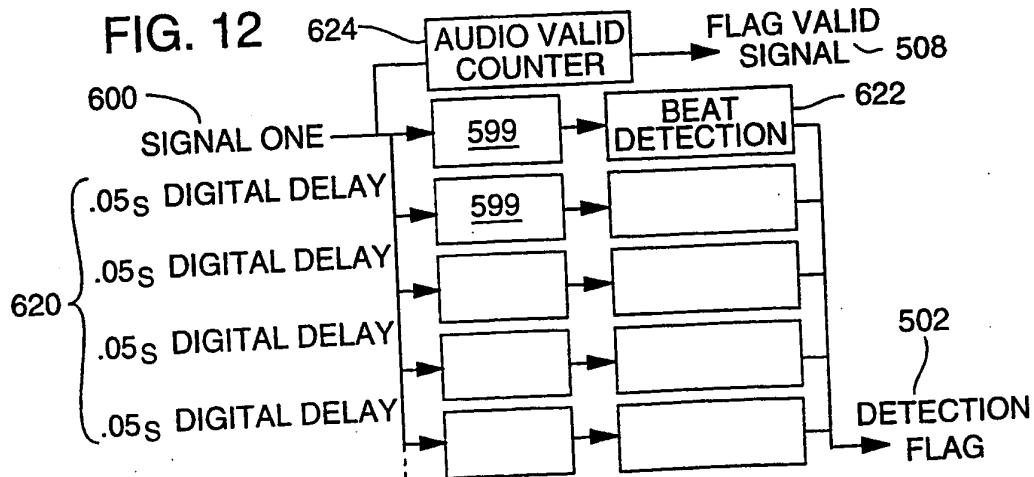 FIG. 12
624
AUDIO VALID
COUNTER
FLAG VALID
SIGNAL
508
600
SIGNAL ONE
599
BEAT
DETECTION
622
.05s DIGITAL DELAY
599
.05s DIGITAL DELAY
620
.05s DIGITAL DELAY
502
.05s DIGITAL DELAY
DETECTION
FLAG